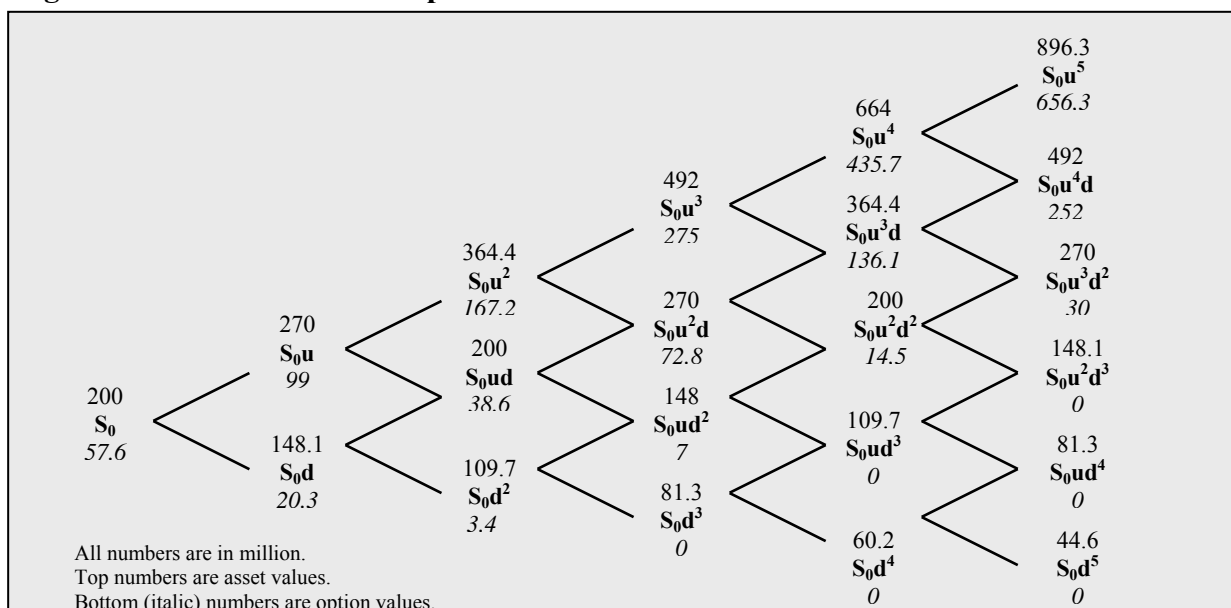 200
S₀
57.6
270
S₀u
99
148.1
S₀d
20.3
364.4
S₀u²
167.2
200
S₀ud
38.6
109.7
S₀d²
3.4
492
S₀u³
275
270
S₀u²d
72.8
148
S₀ud²
7
81.3
S₀d³
0
664
S₀u⁴
435.7
364.4
S₀u³d
136.1
200
S₀u²d²
14.5
109.7
S₀ud³
0
60.2
S₀d⁴
0
896.3
S₀u⁵
656.3
492
S₀u⁴d
252
270
S₀u³d²
30
148.1
S₀u²d³
0
81.3
S₀ud⁴
0
44.6
S₀d⁵
0
All numbers are in million.
Top numbers are asset values.
Bottom (italic) numbers are option values.